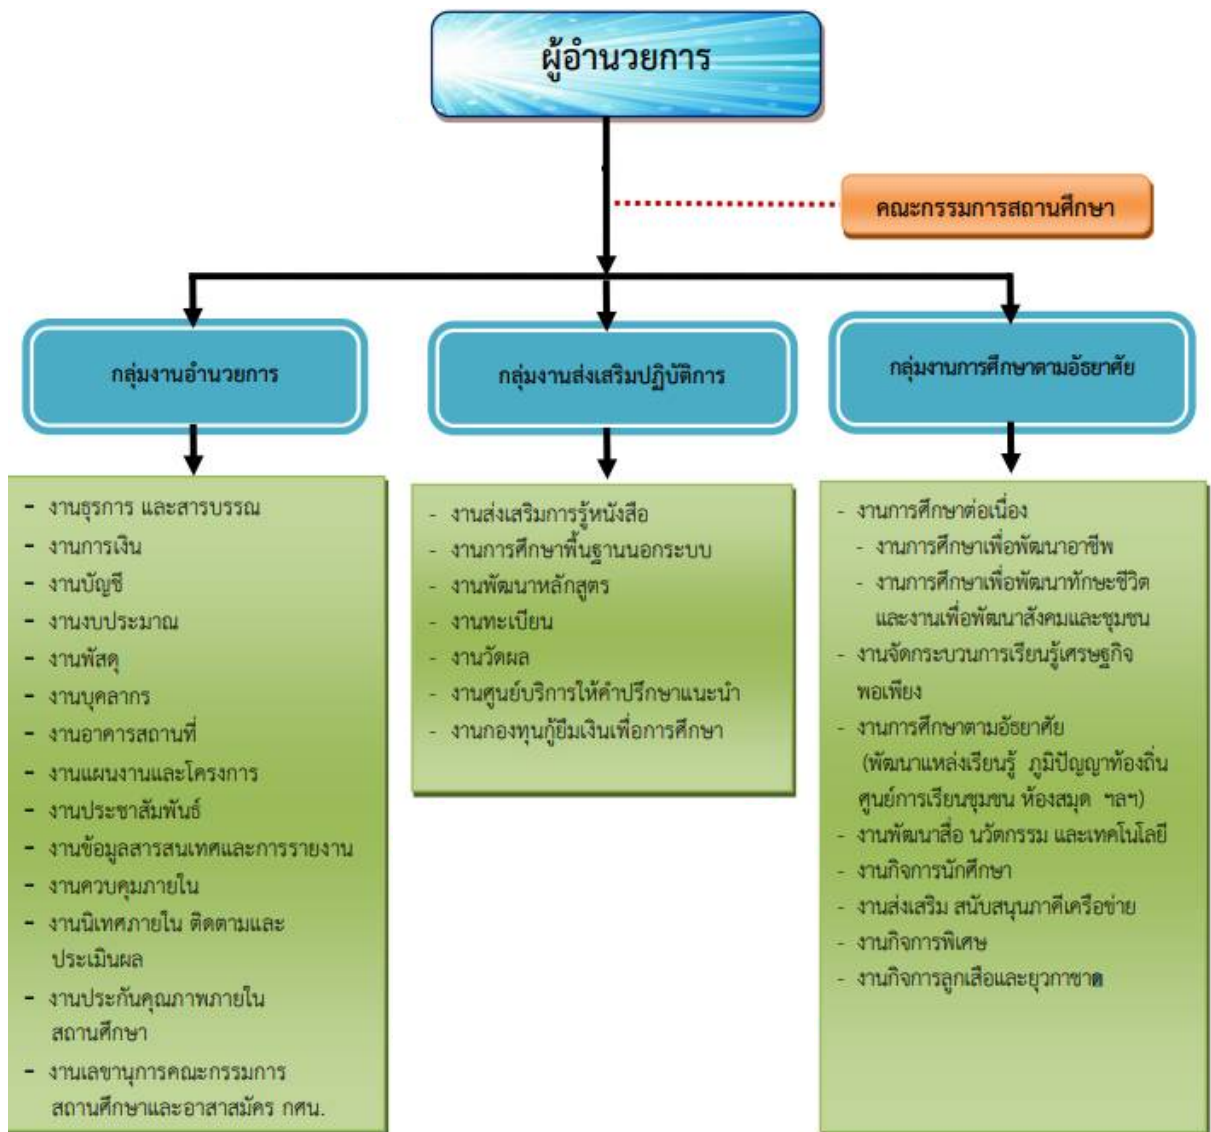 ผู้อำนวยการ
คณะกรรมการสถานศึกษา
กลุ่มงานอำนวยการ
- งานธุรการ และสารบรรณ
- งานการเงิน
- งานบัญชี
- งานงบประมาณ
- งานพัสดุ
- งานบุคลากร
- งานอาคารสถานที่
- งานแผนงานและโครงการ
- งานประชาสัมพันธ์
- งานข้อมูลสารสนเทศและการรายงาน
- งานควบคุมภายใน
- งานนิเทศภายใน ติดตามและ
ประเมินผล
- งานประกันคุณภาพภายใน
สถานศึกษา
- งานเลขานุการคณะกรรมการ
สถานศึกษาและอาสาสมัคร กศน.
กลุ่มงานส่งเสริมปฏิบัติการ
- งานส่งเสริมการรู้หนังสือ
- งานการศึกษาพื้นฐานนอกระบบ
- งานพัฒนาหลักสูตร
- งานทะเบียน
- งานวัดผล
- งานศูนย์บริการให้คำปรึกษาแนะนำ
- งานกองทุนกู้ยืมเงินเพื่อการศึกษา
กลุ่มงานการศึกษาตามอัธยาศัย
- งานการศึกษาต่อเนื่อง
- งานการศึกษาเพื่อพัฒนาอาชีพ
- งานการศึกษาเพื่อพัฒนาทักษะชีวิต
และงานเพื่อพัฒนาสังคมและชุมชน
- งานจัดกระบวนการเรียนรู้เศรษฐกิจ
พอเพียง
- งานการศึกษาตามอัธยาศัย
(พัฒนาแหล่งเรียนรู้ ภูมิปัญญาท้องถิ่น
ศูนย์การเรียนชุมชน ห้องสมุด ฯลฯ)
- งานพัฒนาสื่อ นวัตกรรม และเทคโนโลยี
- งานกิจการนักศึกษา
- งานส่งเสริม สนับสนุนภาคีเครือข่าย
- งานกิจการพิเศษ
- งานกิจการลูกเสือและยุวกาชาด